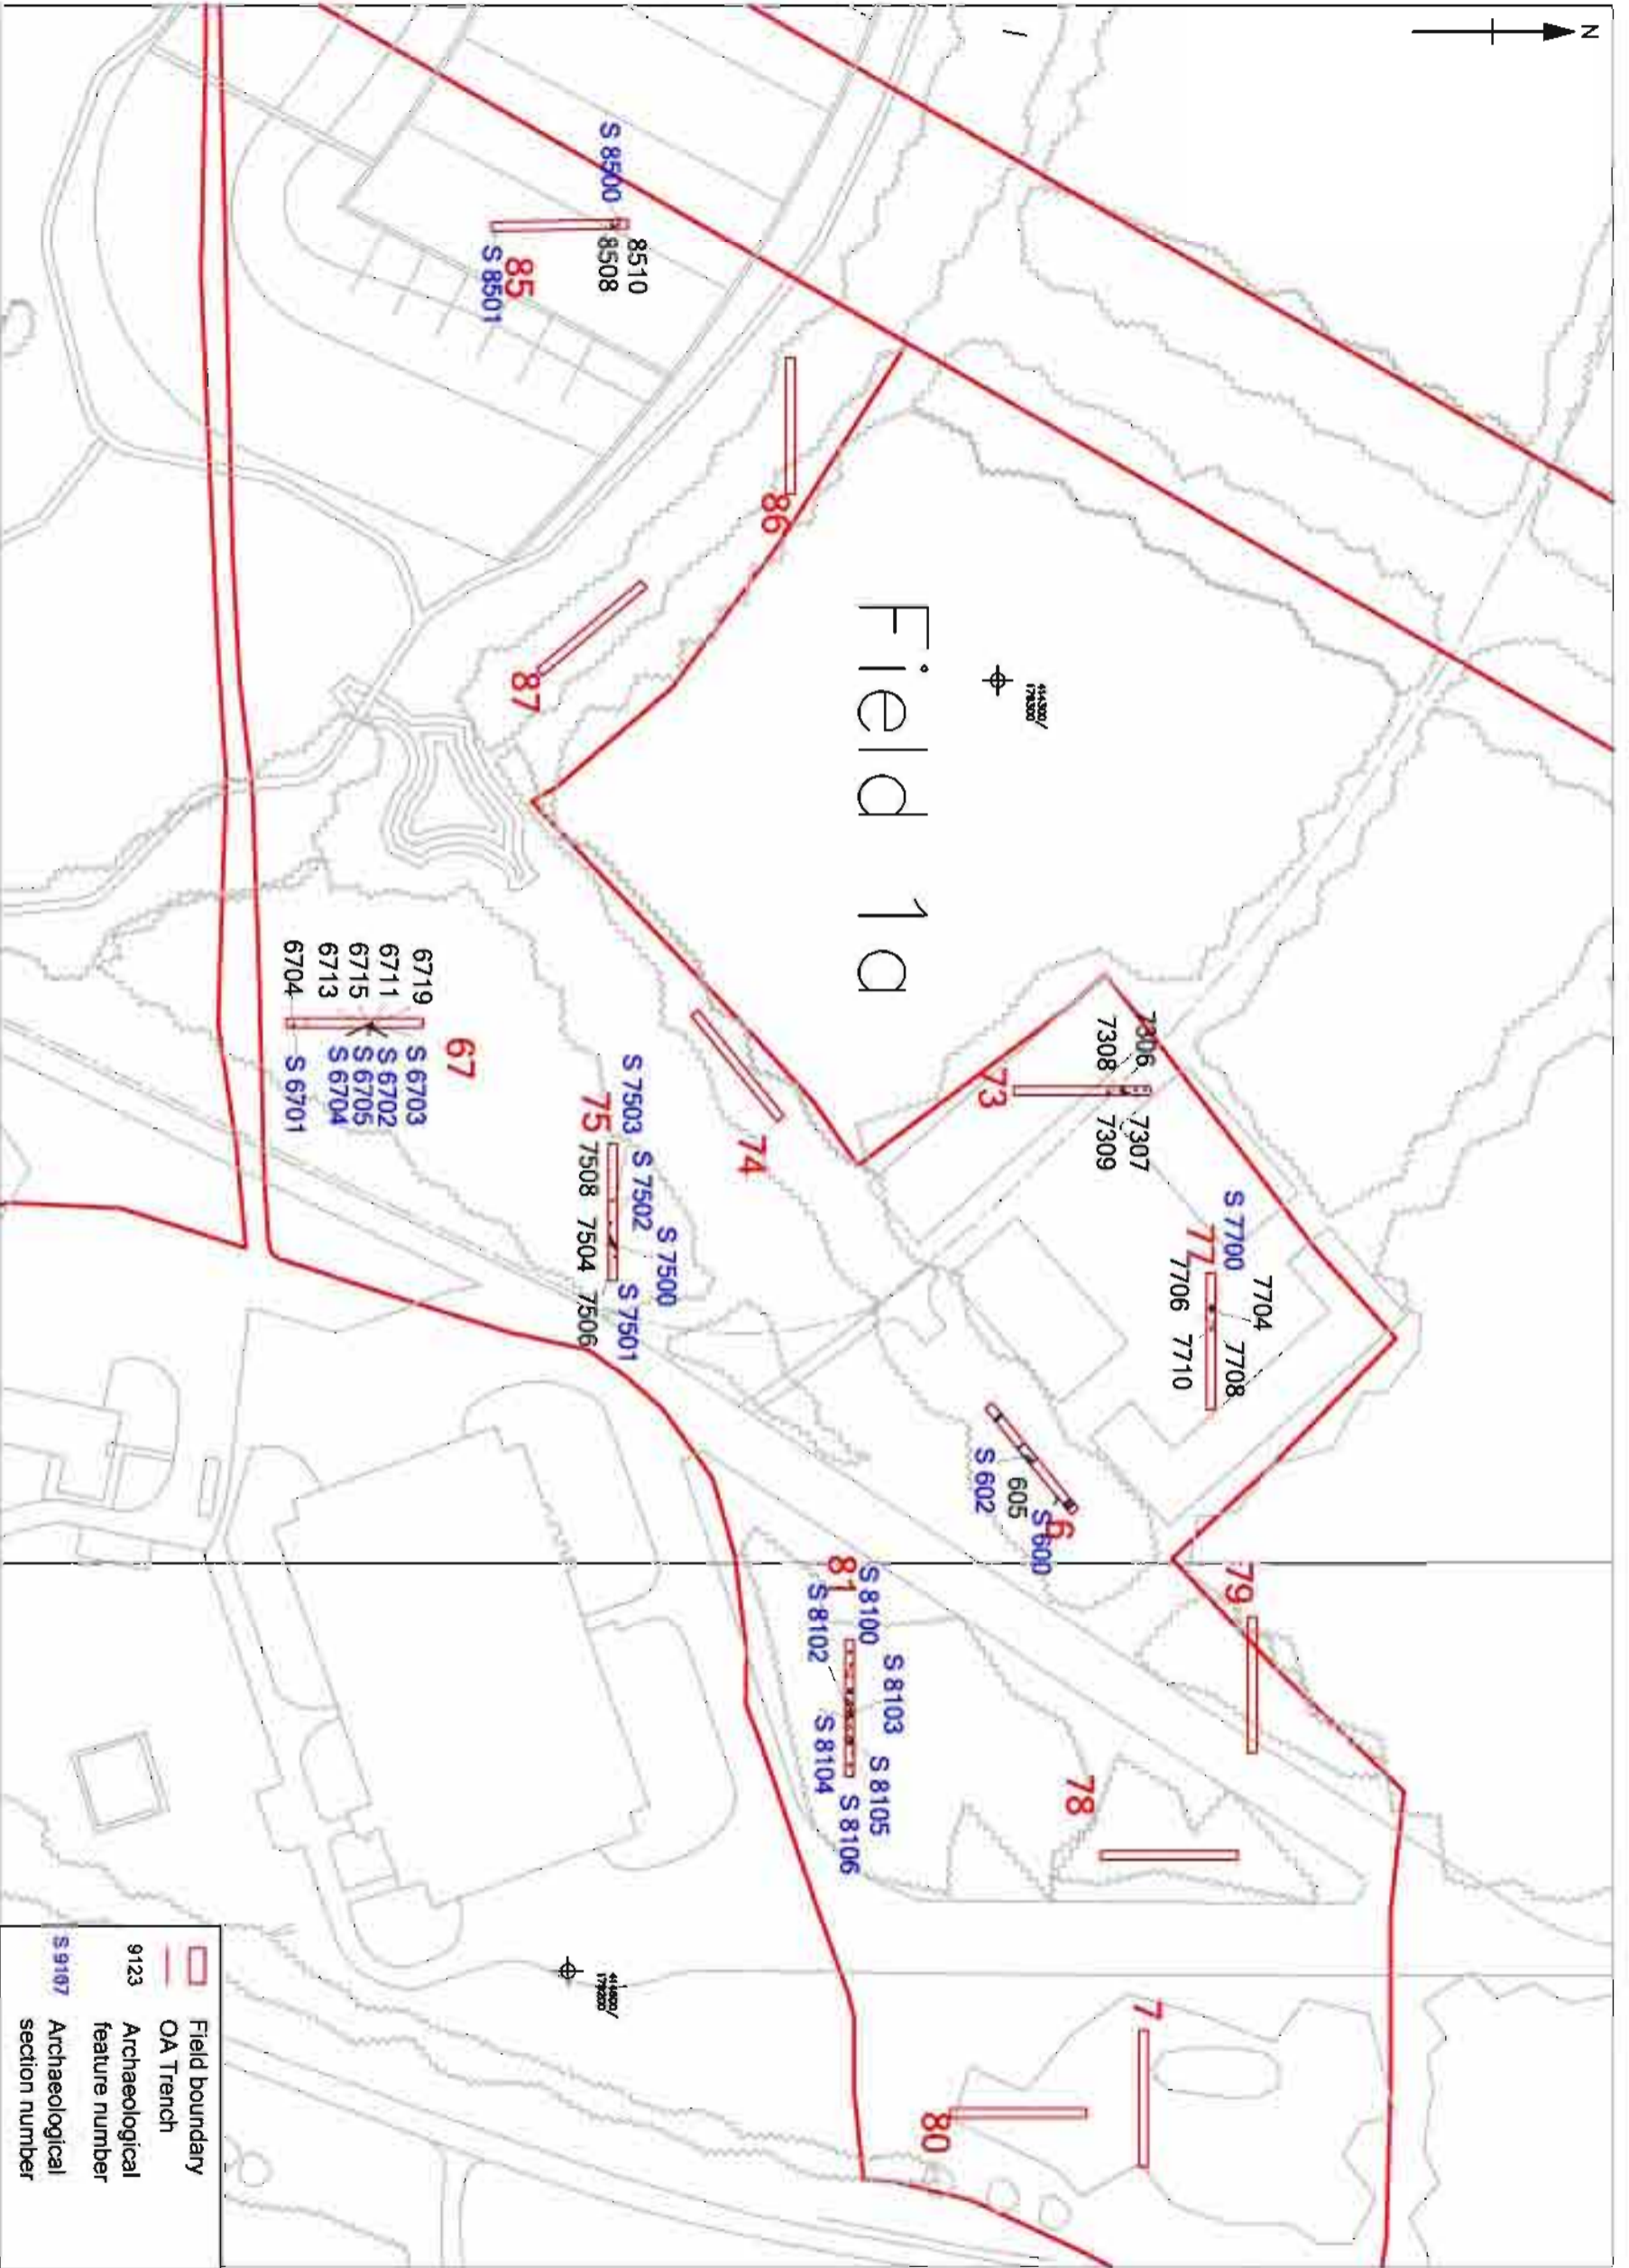 N
7704
S 7700
7708
77
7706 7710
79
7
7306
7307
7308
7309
73
78
S 600
6
605
S 602
80
Field 1a
S 8103
S 8105
S 8100
S 8106
81
S 8102
S 8104
86
74
S 7500
S 7503
S 7502
S 7501
75
7508
7504
7506
8510
S 8500
8508
85
S 8501
87
67
6719
S 6703
6711
S 6702
6715
S 6705
6713
S 6704
6704
S 6701
Field boundary
OA Trench
9123
Archaeological
feature number
S 9167
Archaeological
section number